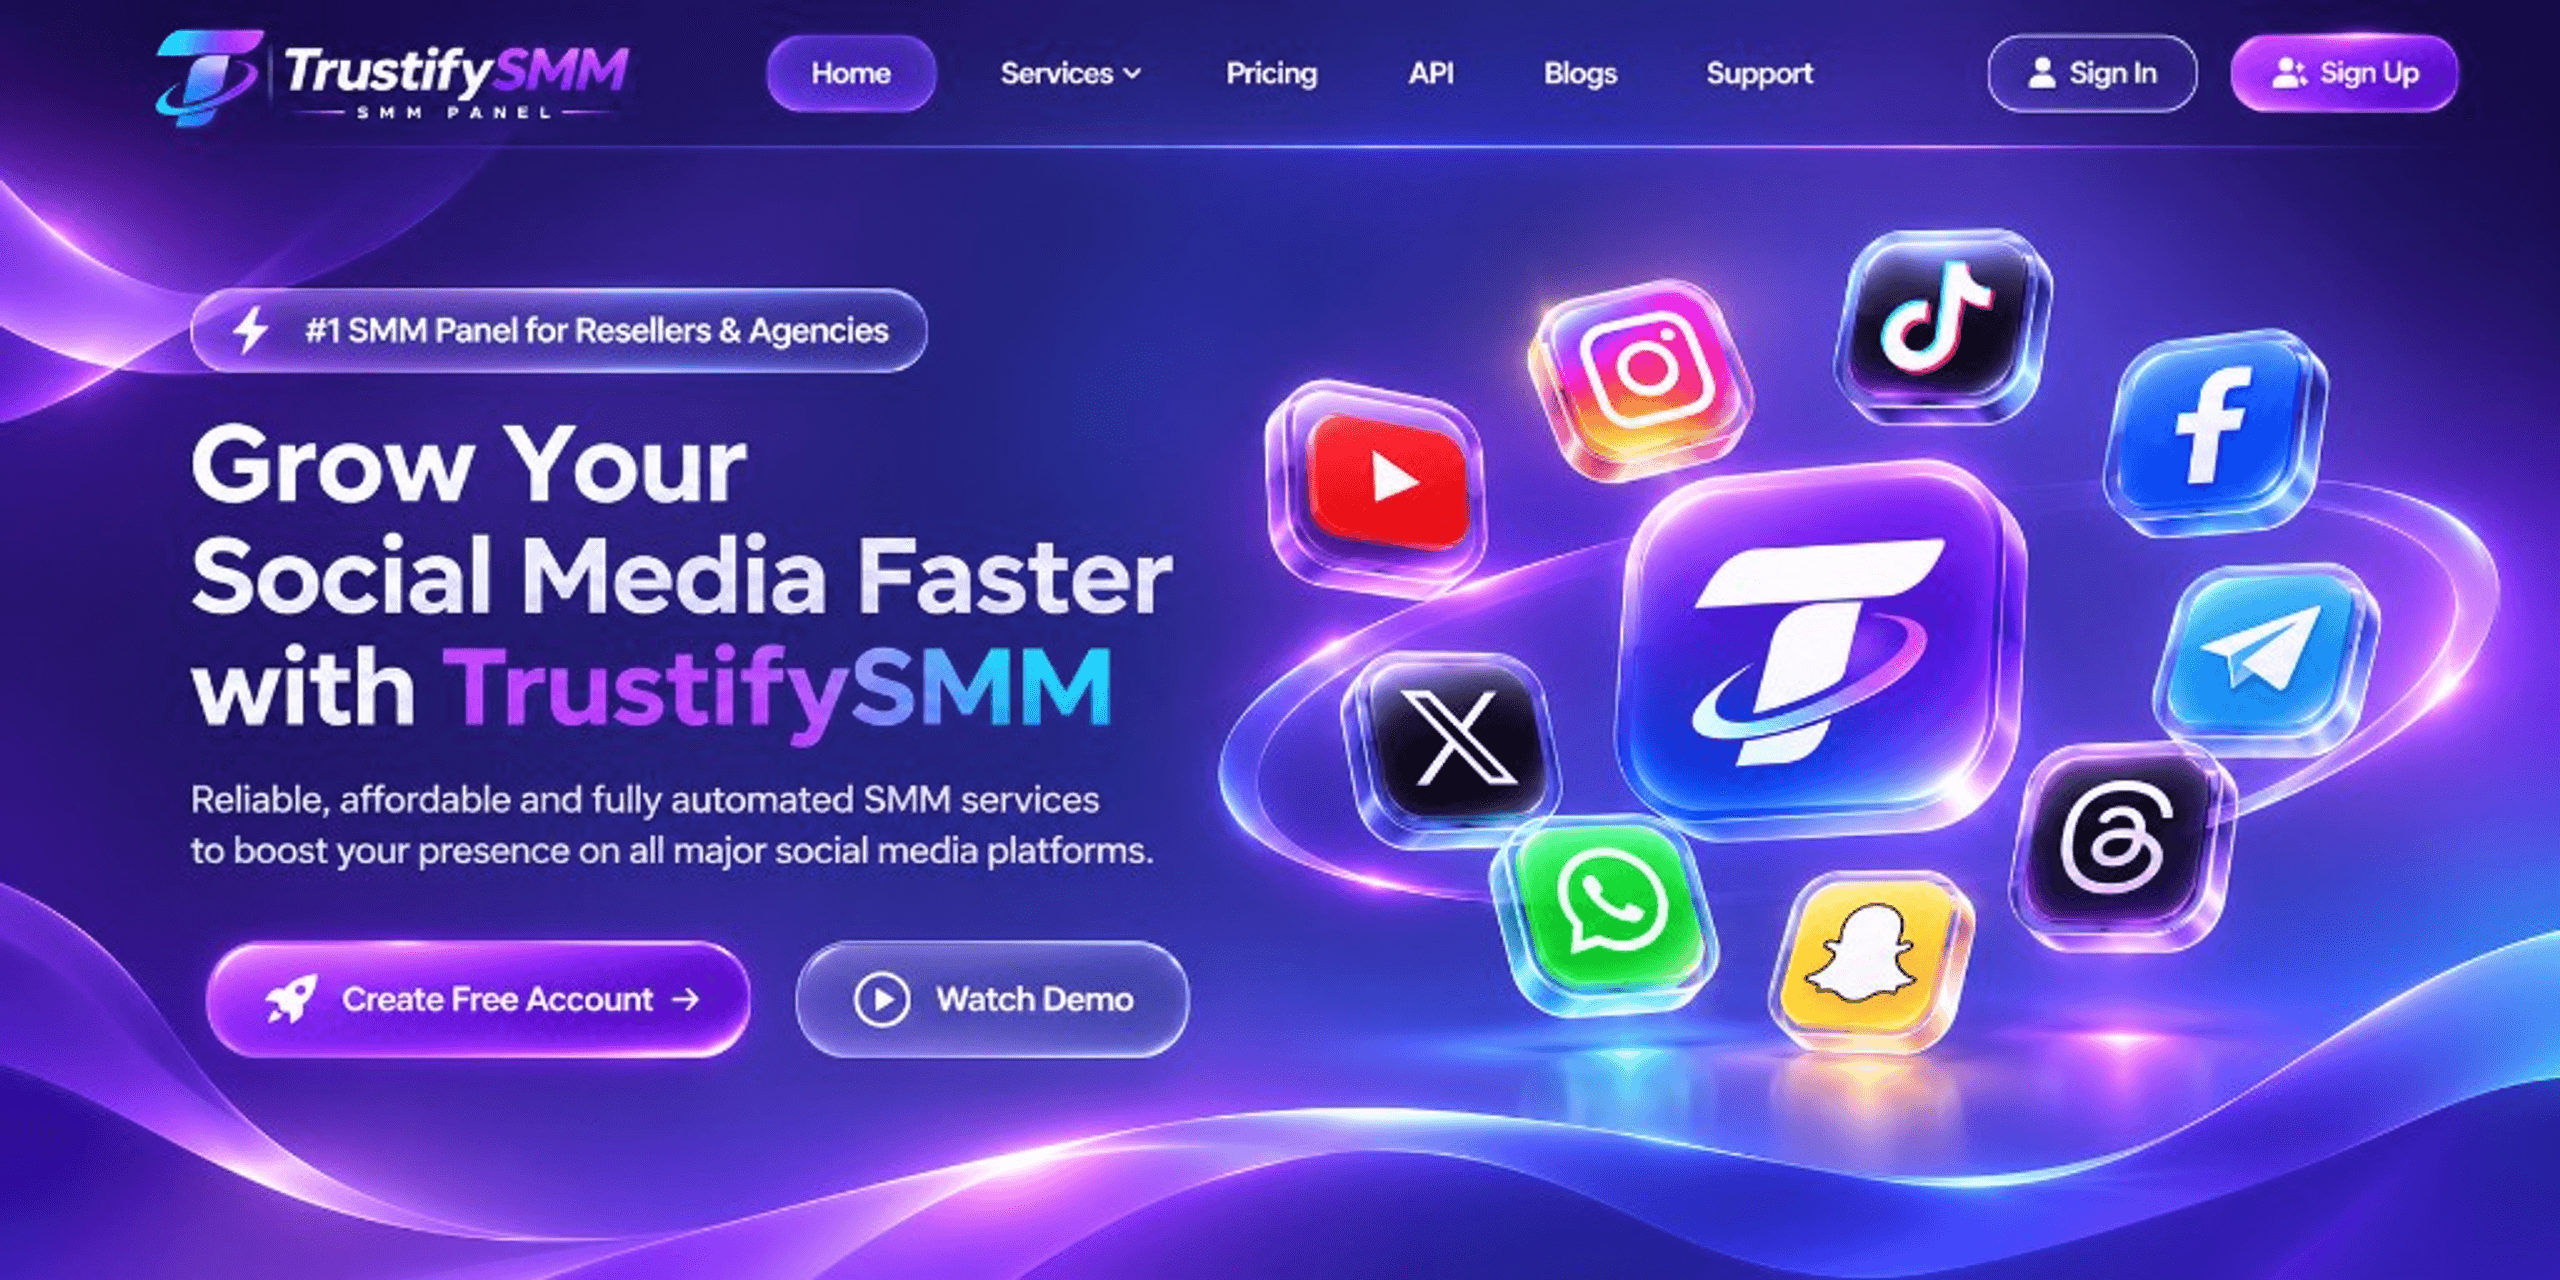 TrustifySMM
SMM PANEL
Home
Services
Pricing
API
Blogs
Support
Sign In
Sign Up
#1 SMM Panel for Resellers & Agencies
Grow Your
Social Media Faster
with TrustifySMM
Reliable, affordable and fully automated SMM services
to boost your presence on all major social media platforms.
Create Free Account →
Watch Demo